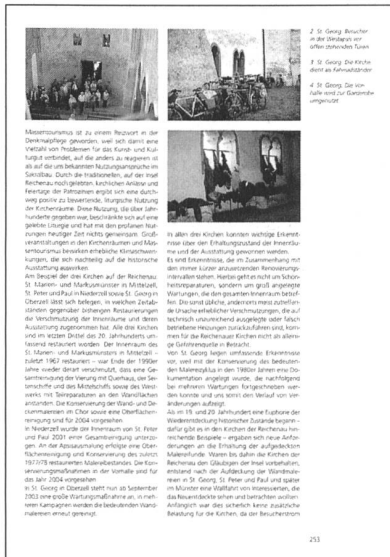 2 St. Georg: Besucher
in der Westapsis vor
offen stehenden Türen
3 St. Georg: Die Kirche
dient als Fahrradständer
4 St. Georg: Die Vor-
halle wird zur Garderobe
umgenutzt
Massentourismus ist zu einem Reizwort in der
Denkmalpflege geworden, weil sich damit eine
Vielzahl von Problemen für das Kunst- und Kul-
turgut verbindet, auf die anders zu reagieren ist
als auf die uns bekannten Nutzungsansprüche im
Sakralbau. Durch die traditionellen, auf der Insel
Reichenau noch gelebten, kirchlichen Anlässe und
Feiertage der Patrone ergibt sich eine durch-
weg positiv zu bewertende, liturgische Nutzung
der Kirchenräume. Diese Nutzung, die über Jahr-
hunderte gegeben war, beschränkte sich auf eine
gelebte Liturgie und hat mit den profanen Nut-
zungen heutiger Zeit nichts gemeinsam. Groß-
veranstaltungen in den Kirchenräumen und Mas-
sentourismus bewirken erhebliche Klimaschwan-
kungen, die sich nachteilig auf die historische
Ausstattung auswirken.
Am Beispiel der drei Kirchen auf der Reichenau:
St. Marien- und Markusmünster in Mittelzell,
St. Peter und Paul in Niederzell sowie St. Georg in
Oberzell lässt sich belegen, in welchen Zeitab-
ständen gegenüber bisherigen Restaurierungen
die Verschmutzung der Innenräume und deren
Ausstattung zugenommen hat. Alle drei Kirchen
sind im letzten Drittel des 20. Jahrhunderts um-
fassend restauriert worden. Der Innenraum des
St. Marien- und Markusmünsters in Mittelzell –
zuletzt 1967 restauriert – war Ende der 1990er
Jahre wieder derart verschmutzt, dass eine Ge-
samtreinigung der Vierung mit Querhaus, der Sei-
tenschiffe und des Mittelschiffs sowie des West-
werks mit Teilreparaturen an den Wandflächen
anstanden. Die Konservierung der Wand- und De-
ckenmalereien im Chor sowie eine Oberflächen-
reinigung sind für 2004 vorgesehen.
In Niederzell wurde der Innenraum von St. Peter
und Paul 2001 einer Gesamtreinigung unterzo-
gen. An der Apsisausmalung erfolgte eine Ober-
flächenreinigung und Konservierung des zuletzt
1977/78 restaurierten Malereibestandes. Die Kon-
servierungsmaßnahmen in der Vorhalle sind für
das Jahr 2004 vorgesehen.
In St. Georg in Oberzell steht nun ab September
2003 eine große Wartungsmaßnahme an, in meh-
reren Kampagnen werden die bedeutenden Wand-
malereien erneut gereinigt.
In allen drei Kirchen konnten wichtige Erkennt-
nisse über den Erhaltungszustand der Innenräu-
me und der Ausstattung gewonnen werden.
Es sind Erkenntnisse, die im Zusammenhang mit
den immer kürzer anzusetzenden Renovierungs-
intervallen stehen. Hierbei geht es nicht um Schön-
heitsreparaturen, sondern um groß angelegte
Wartungen, die den gesamten Innenraum betref-
fen. Die sonst übliche, andernorts meist zutreffen-
de Ursache erheblicher Verschmutzungen, die auf
technisch unzureichend ausgelegte oder falsch
betriebene Heizungen zurückzuführen sind, kom-
men für die Reichenauer Kirchen nicht als alleini-
ge Gefahrenquelle in Betracht.
Von St. Georg liegen umfassende Erkenntnisse
vor, weil mit der Konservierung des bedeuten-
den Malereizyklus in den 1980er Jahren eine Do-
kumentation angelegt wurde, die nachfolgend
bei mehreren Wartungen fortgeschrieben wer-
den konnte und uns somit den Verlauf von Ver-
änderungen aufzeigt.
Als im 19. und 20. Jahrhundert eine Euphorie der
Wiederentdeckung historischer Zustände begann –
dafür gibt es in den Kirchen der Reichenau hin-
reichende Beispiele – ergaben sich neue Anfor-
derungen an die Erhaltung der aufgedeckten
Malereifunde. Waren bis dahin die Kirchen der
Reichenau den Gläubigen der Insel vorbehalten,
entstand nach der Aufdeckung der Wandmale-
reien in St. Georg, St. Peter und Paul und später
im Münster eine Wallfahrt von Interessierten, die
das Neuentdeckte sehen und betrachten wollten.
Anfänglich war dies sicherlich keine zusätzliche
Belastung für die Kirchen, da der Besucherstrom
253